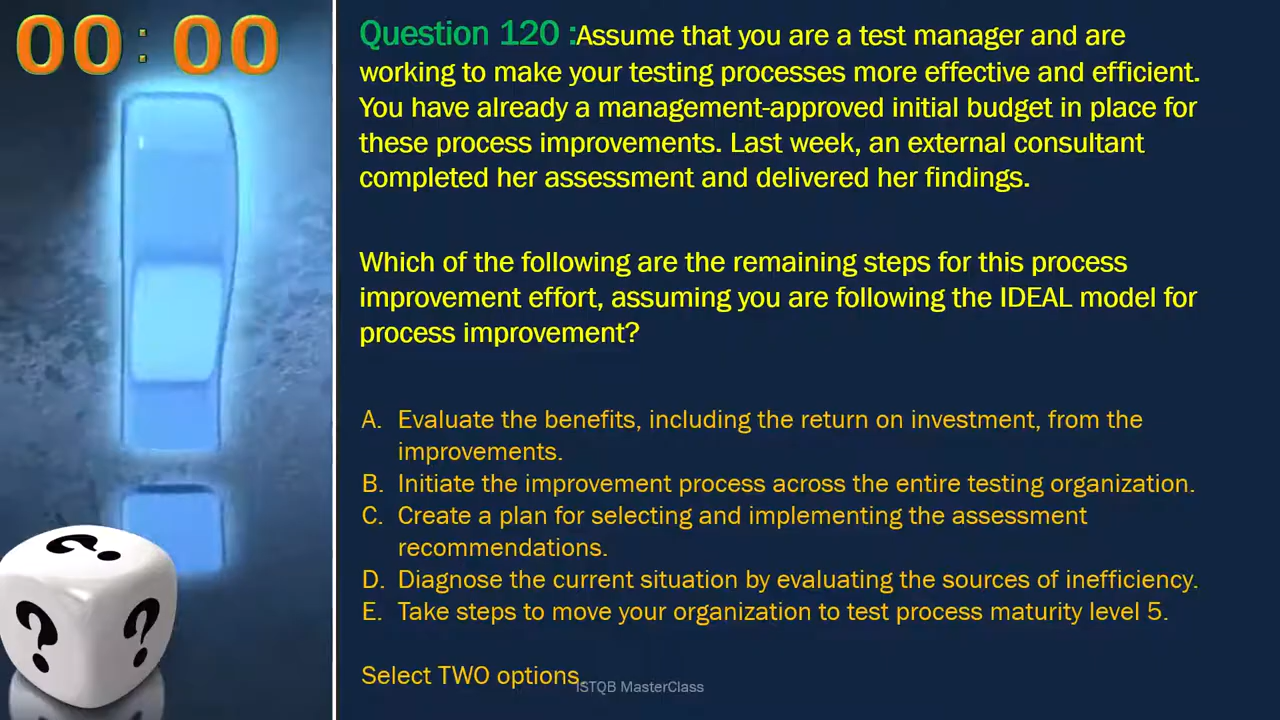 00:00
Question 120 :Assume that you are a test manager and are
working to make your testing processes more effective and efficient.
You have already a management-approved initial budget in place for
these process improvements. Last week, an external consultant
completed her assessment and delivered her findings.
Which of the following are the remaining steps for this process
improvement effort, assuming you are following the IDEAL model for
process improvement?
A. Evaluate the benefits, including the return on investment, from the
improvements.
B. Initiate the improvement process across the entire testing organization.
C. Create a plan for selecting and implementing the assessment
recommendations.
D. Diagnose the current situation by evaluating the sources of inefficiency.
E. Take steps to move your organization to test process maturity level 5.
Select TWO options.
ISTQB MasterClass
? ? ?